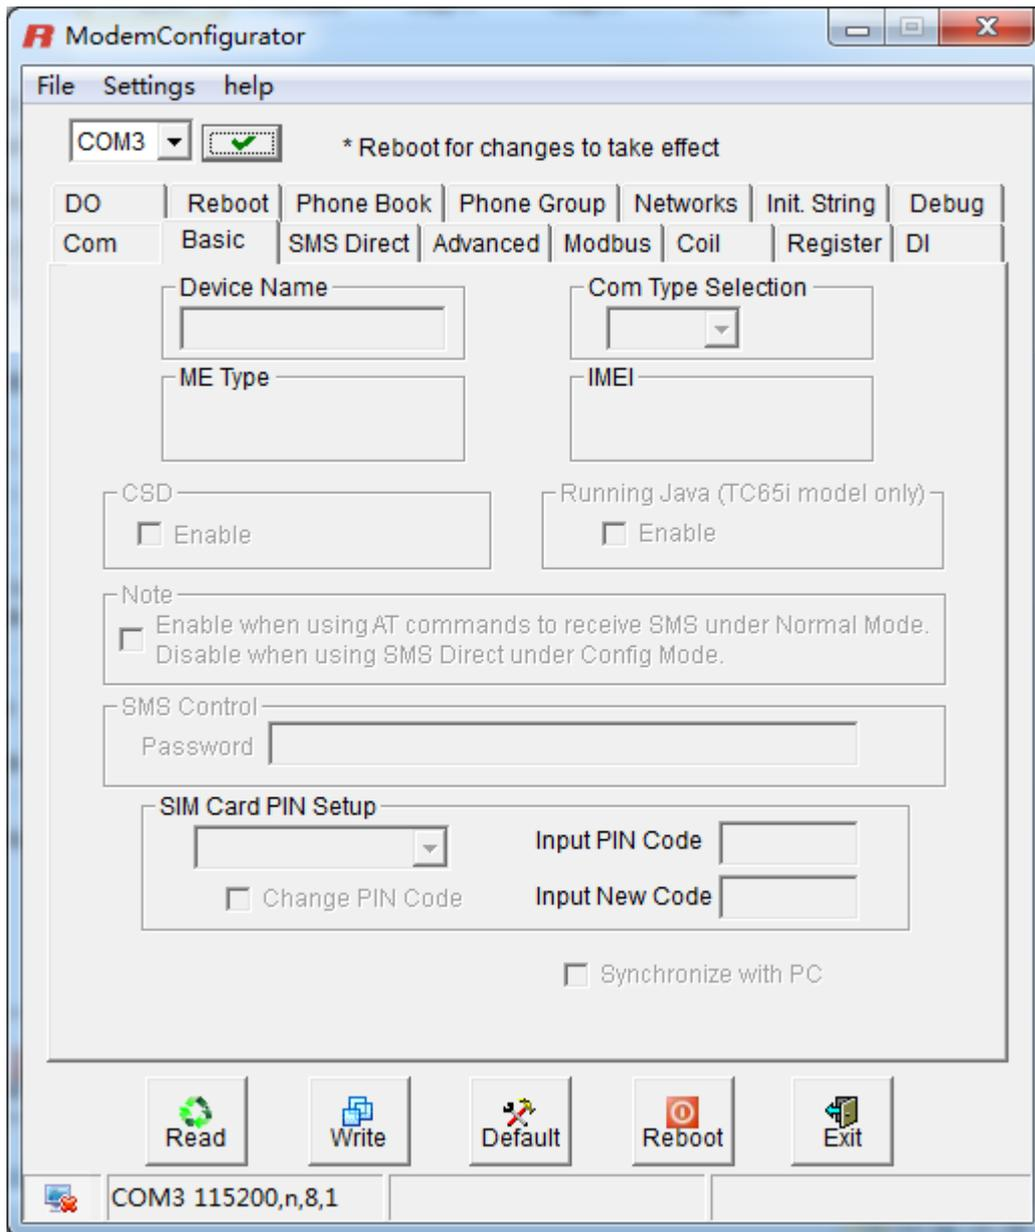 ModemConfigurator
File Settings help
COM3 * Reboot for changes to take effect
DO Reboot Phone Book Phone Group Networks Init. String Debug
Com Basic SMS Direct Advanced Modbus Coil Register DI
Device Name Com Type Selection
ME Type IMEI
CSD Running Java (TC65i model only)
Enable Enable
Note
Enable when using AT commands to receive SMS under Normal Mode.
Disable when using SMS Direct under Config Mode.
SMS Control
Password
SIM Card PIN Setup
Input PIN Code
Change PIN Code Input New Code
Synchronize with PC
Read Write Default Reboot Exit
COM3 115200,n,8,1